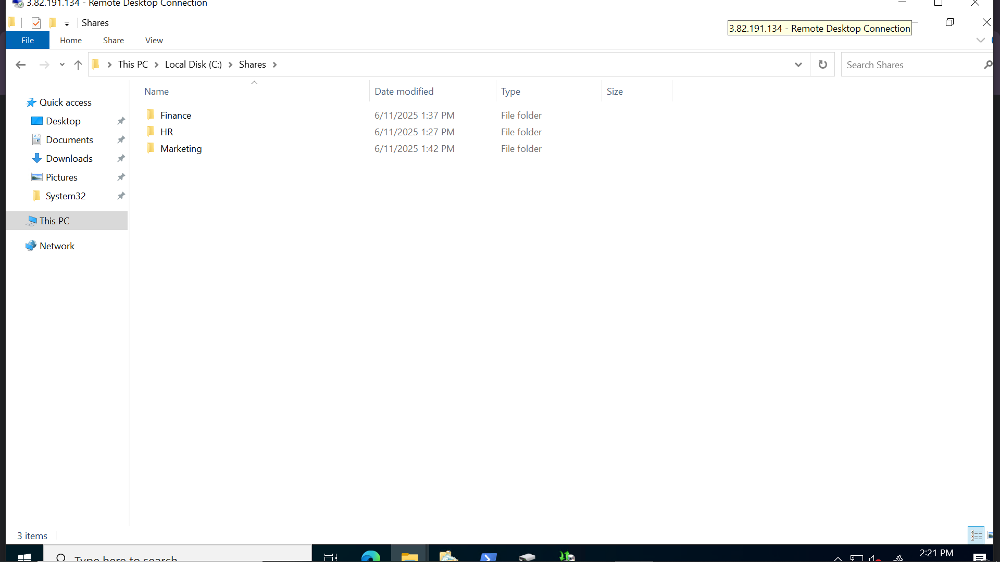 3.82.191.134 - Remote Desktop Connection
Shares
3.82.191.134 - Remote Desktop Connection
File Home Share View
This PC Local Disk (C:) Shares
Search Shares
Name Date modified Type Size
Quick access
Desktop
Documents
Downloads
Pictures
System32
This PC
Network
Finance 6/11/2025 1:37 PM File folder
HR 6/11/2025 1:27 PM File folder
Marketing 6/11/2025 1:42 PM File folder
3 items
Type here to search
2:21 PM